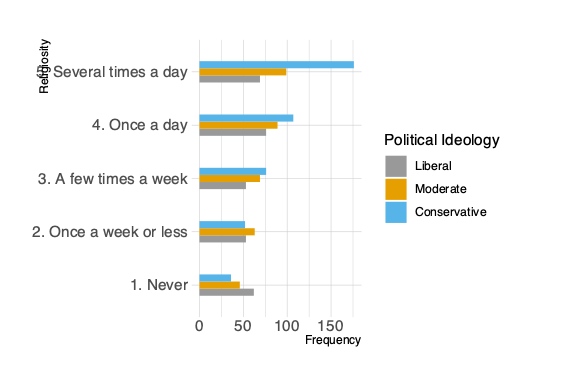 Religiosity
Several times a day
4. Once a day
3. A few times a week
2. Once a week or less
1. Never
0 50 100 150
Frequency
Political Ideology
Liberal
Moderate
Conservative